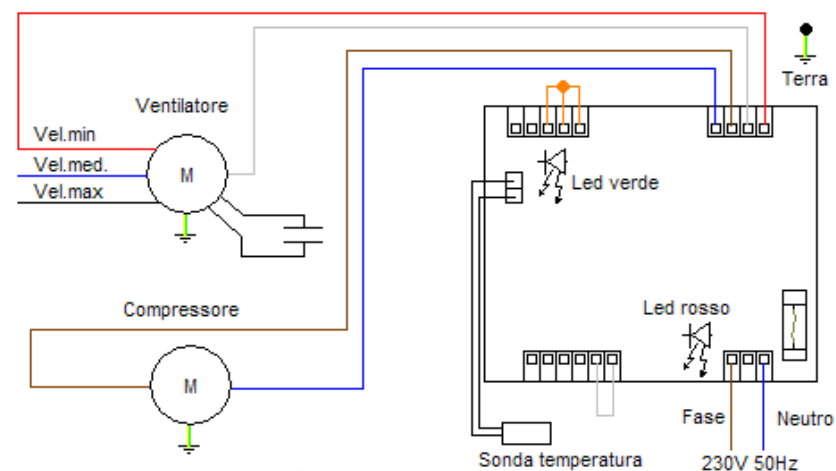 Terra
Ventilatore
Vel.min
Vel.med.
M
Vel.max
Led verde
Compressore
Led rosso
M
Fase
Neutro
Sonda temperatura
230V 50Hz